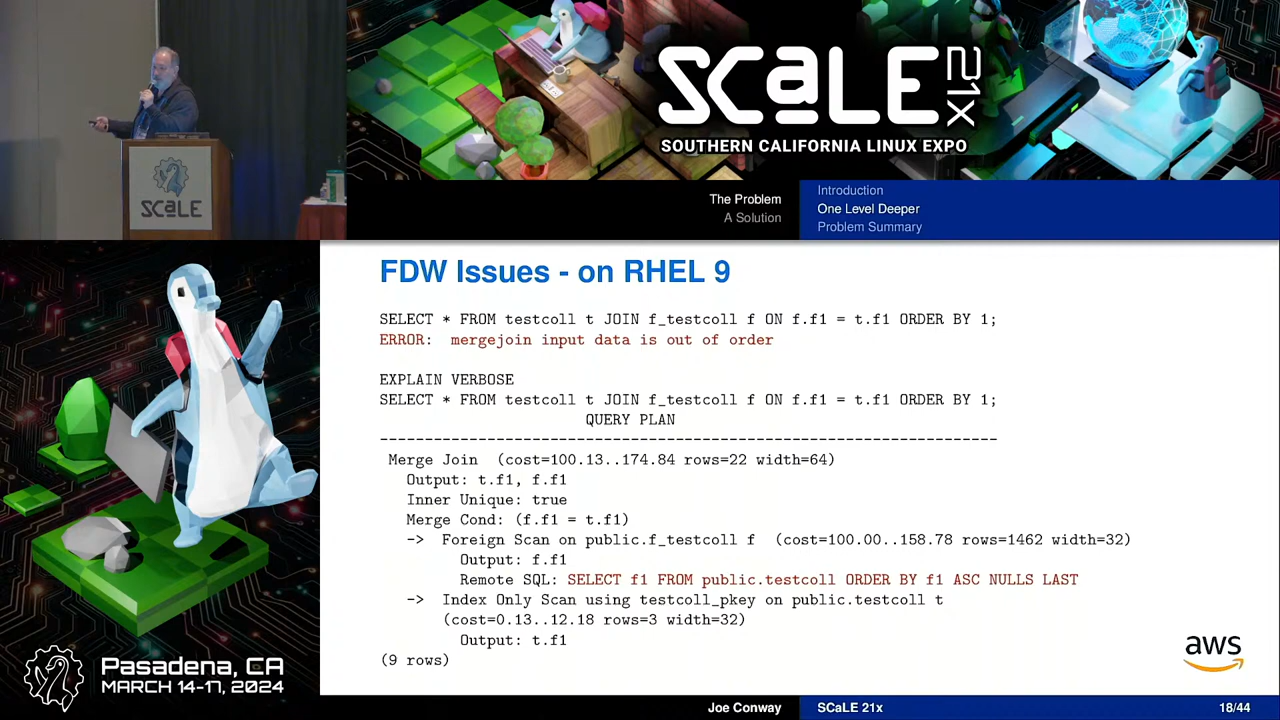 SCALE 21X
SOUTHERN CALIFORNIA LINUX EXPO
SCALE
The Problem
A Solution
Introduction
One Level Deeper
Problem Summary
FDW Issues - on RHEL 9
SELECT * FROM testcoll t JOIN f_testcoll f ON f.f1 = t.f1 ORDER BY 1;
ERROR:  mergejoin input data is out of order
EXPLAIN VERBOSE
SELECT * FROM testcoll t JOIN f_testcoll f ON f.f1 = t.f1 ORDER BY 1;
QUERY PLAN
---------------------------------------------------------------------
Merge Join  (cost=100.13..174.84 rows=22 width=64)
Output: t.f1, f.f1
Inner Unique: true
Merge Cond: (f.f1 = t.f1)
->  Foreign Scan on public.f_testcoll f  (cost=100.00..158.78 rows=1462 width=32)
Output: f.f1
Remote SQL: SELECT f1 FROM public.testcoll ORDER BY f1 ASC NULLS LAST
->  Index Only Scan using testcoll_pkey on public.testcoll t
(cost=0.13..12.18 rows=3 width=32)
Output: t.f1
(9 rows)
aws
Pasadena, CA
MARCH 14-17, 2024
Joe Conway
SCaLE 21x
18/44